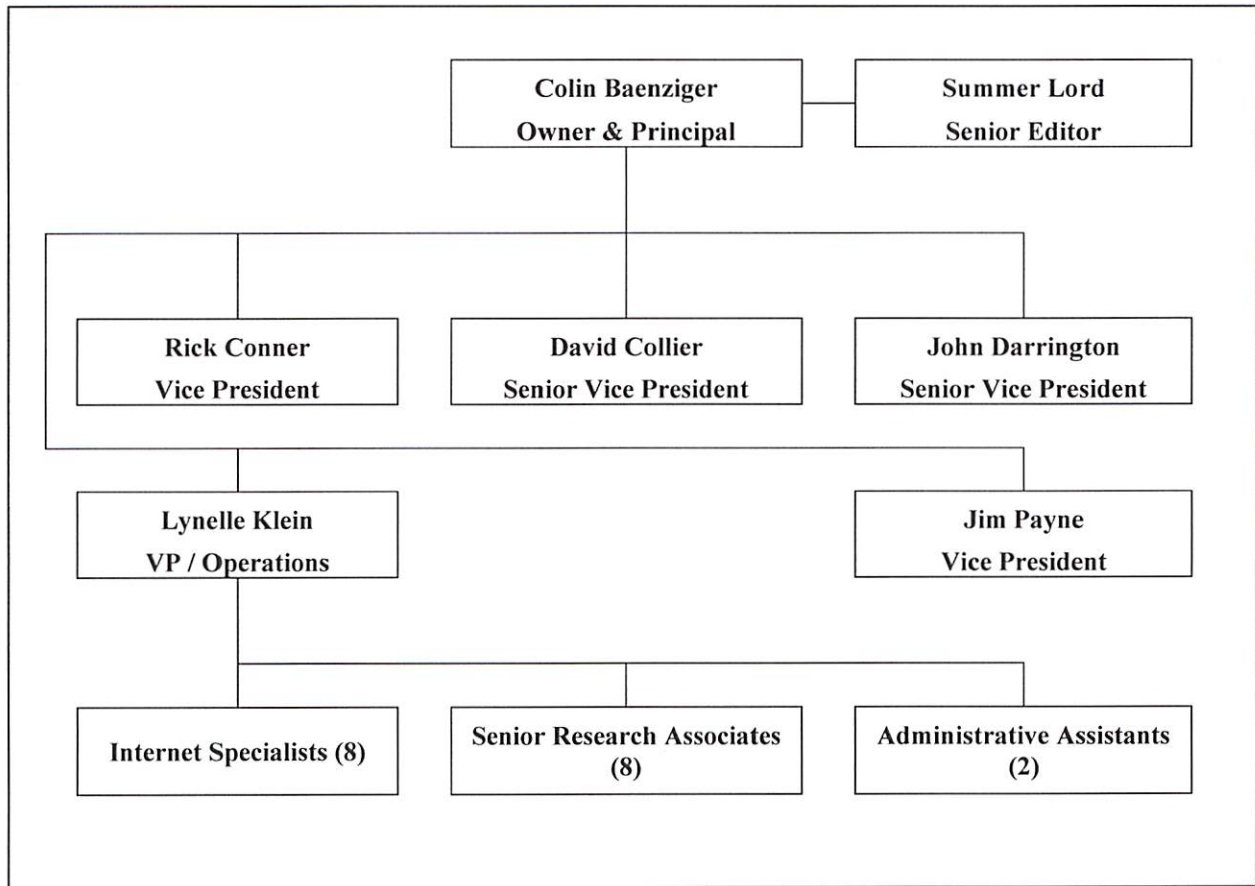 Colin Baenziger
Owner & Principal
Summer Lord
Senior Editor
Rick Conner
Vice President
David Collier
Senior Vice President
John Darrington
Senior Vice President
Lynelle Klein
VP / Operations
Jim Payne
Vice President
Internet Specialists (8)
Senior Research Associates
(8)
Administrative Assistants
(2)